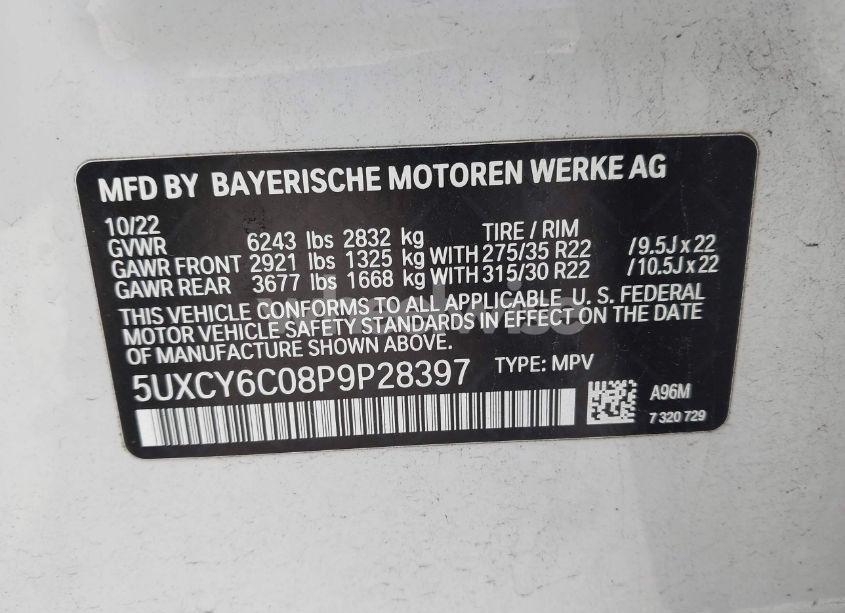 MFD BY BAYERISCHE MOTOREN WERKE AG
10/22
GVWR 6243 lbs 2832 kg TIRE / RIM
GAWR FRONT 2921 lbs 1325 kg WITH 275/35 R22 /9.5J x 22
GAWR REAR 3677 lbs 1668 kg WITH 315/30 R22 /10.5J x 22
THIS VEHICLE CONFORMS TO ALL APPLICABLE U. S. FEDERAL
MOTOR VEHICLE SAFETY STANDARDS IN EFFECT ON THE DATE
OF MANUFACTURE SHOWN ABOVE.
5UXCY6C08P9P28397 TYPE: MPV
A96M
7 320 729